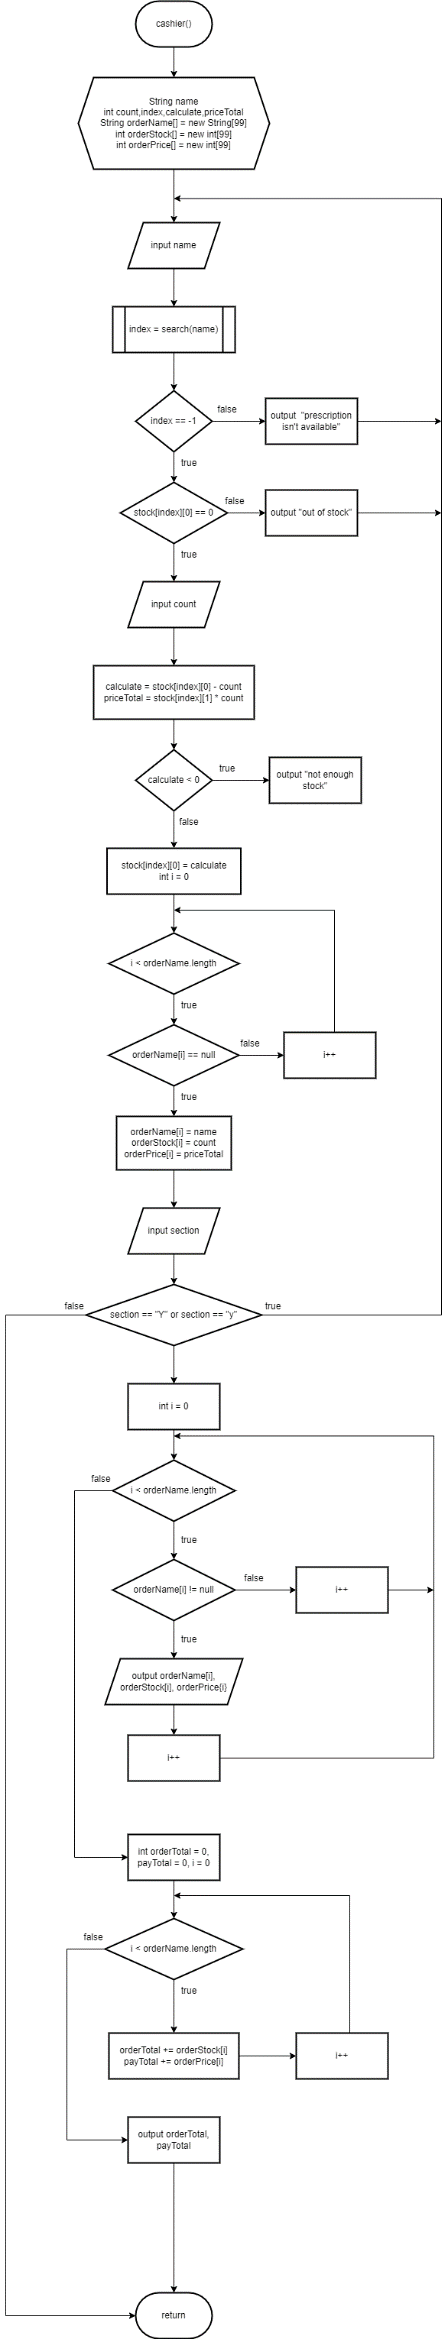 cashier()
String name
int count,index,calculate,priceTotal
String orderName[] = new String[99]
int orderStock[] = new int[99]
int orderPrice[] = new int[99]
input name
index = search(name)
index == -1
false
output "prescription
isn't available"
true
stock[index][0] == 0
false
output "out of stock"
true
input count
calculate = stock[index][0] - count
priceTotal = stock[index][1] * count
calculate < 0
true
output "not enough
stock"
false
stock[index][0] = calculate
int i = 0
i < orderName.length
true
orderName[i] == null
false
i++
true
orderName[i] = name
orderStock[i] = count
orderPrice[i] = priceTotal
input section
false
section == "Y" or section == "y"
true
int i = 0
false
i < orderName.length
true
orderName[i] != null
false
i++
true
output orderName[i],
orderStock[i], orderPrice{i}
i++
int orderTotal = 0,
payTotal = 0, i = 0
false
i < orderName.length
true
orderTotal += orderStock[i]
payTotal += orderPrice[i]
i++
output orderTotal,
payTotal
return